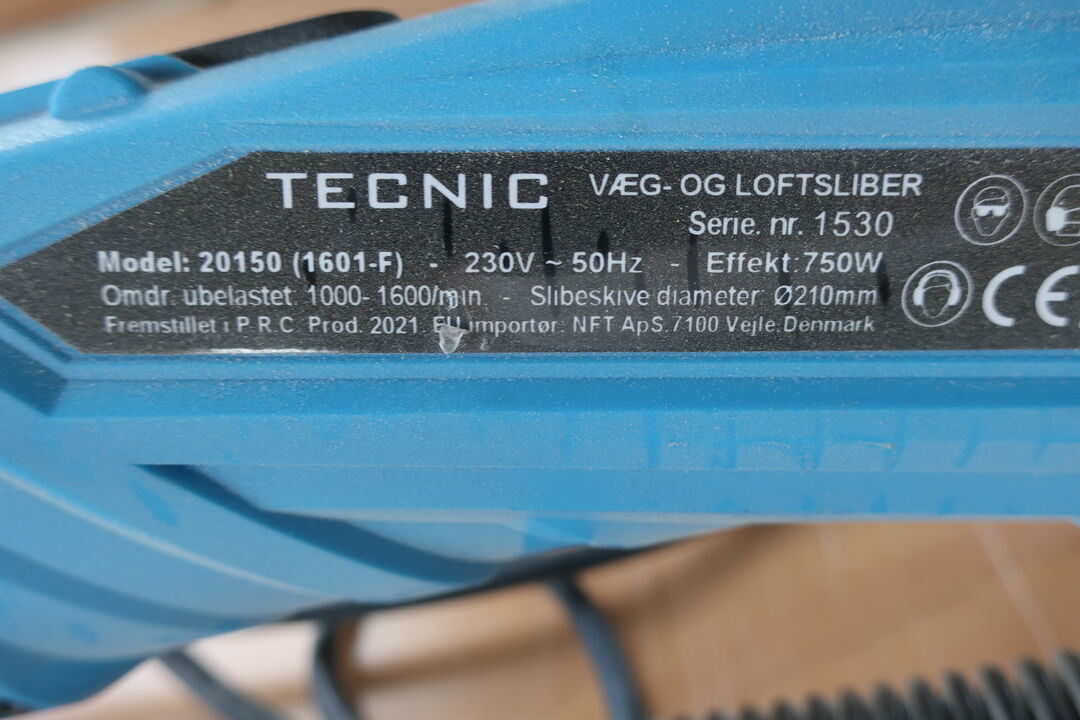 TECNIC VÆG- OG LOFTSLIBER
Serie. nr. 1530
Model: 20150 (1601-F) - 230V ~ 50Hz - Effekt:750W
Omdr. ubelastet. 1000-1600/min - Slibeskive diameter: Ø210mm
Fremstillet i P.R.C. Prod. 2021. EU importør: NFT ApS.7100 Vejle.Denmark
CE